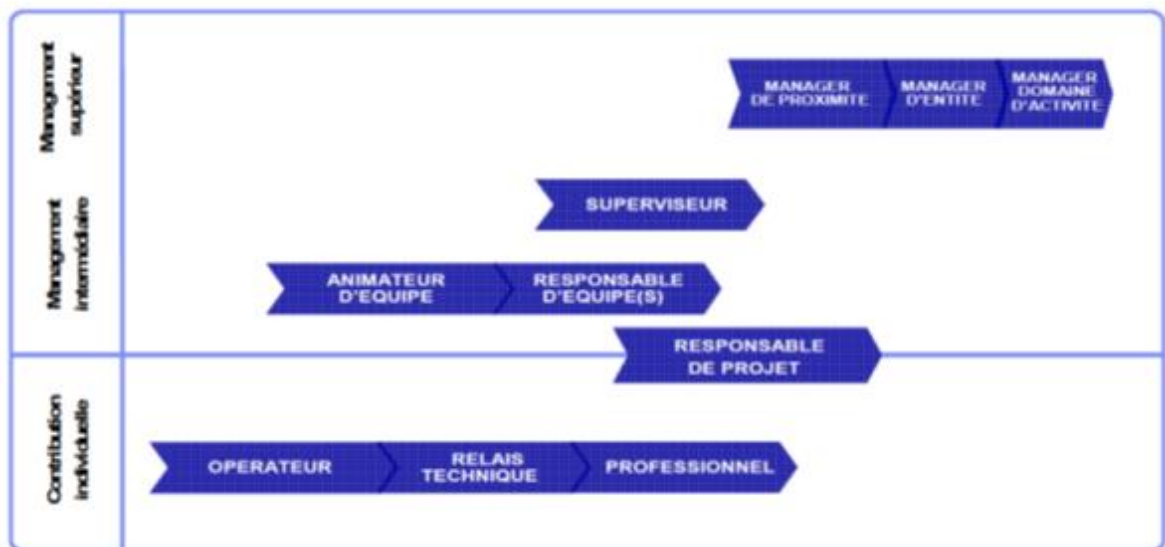 Management
supérieur
MANAGER
DE PROXIMITE
MANAGER
D'ENTITE
MANAGER
DOMAINE
D'ACTIVITE
Management
intermédiaire
SUPERVISEUR
ANIMATEUR
D'EQUIPE
RESPONSABLE
D'EQUIPE(S)
RESPONSABLE
DE PROJET
Contribution
individuelle
OPERATEUR
RELAIS
TECHNIQUE
PROFESSIONNEL